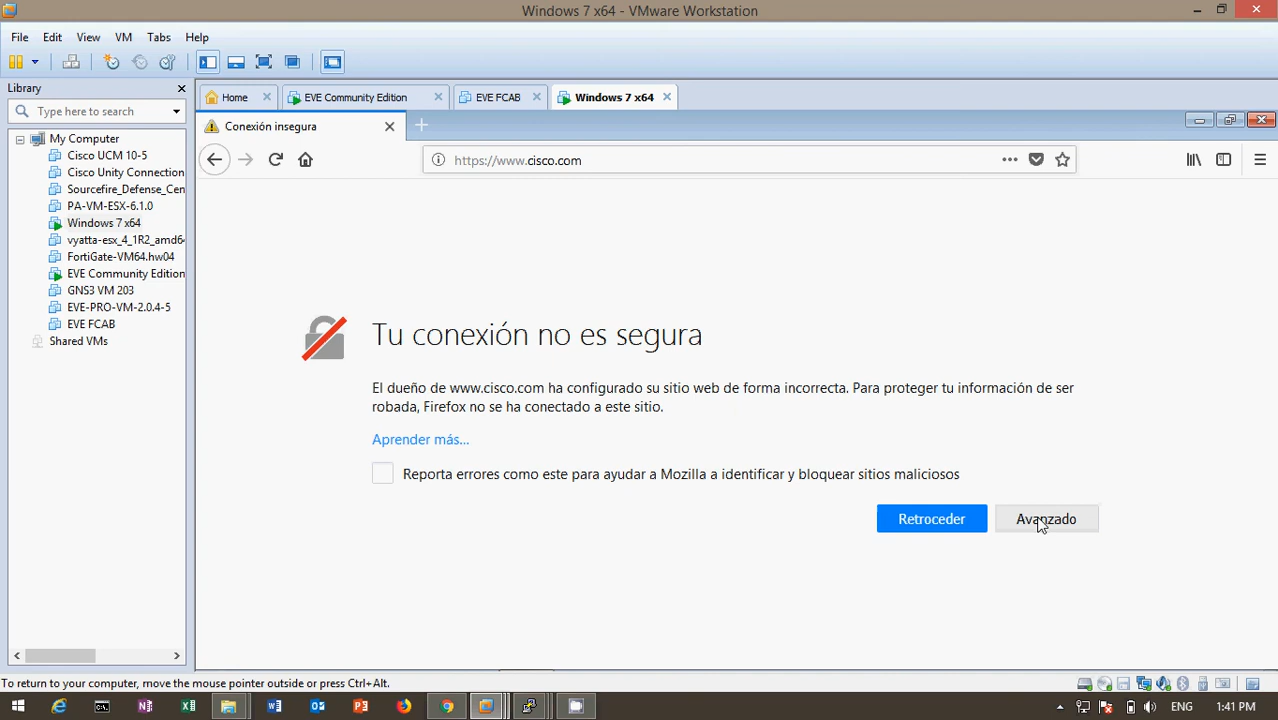 Windows 7 x64 - VMware Workstation
File Edit View VM Tabs Help
Library
Type here to search
My Computer
Cisco UCM 10-5
Cisco Unity Connection
Sourcefire_Defense_Cen
PA-VM-ESX-6.1.0
Windows 7 x64
vyatta-esx_4_1R2_amd64
FortiGate-VM64.hw04
EVE Community Edition
GNS3 VM 203
EVE-PRO-VM-2.0.4-5
EVE FCAB
Shared VMs
Home EVE Community Edition EVE FCAB Windows 7 x64
Conexión insegura
https://www.cisco.com
Tu conexión no es segura
El dueño de www.cisco.com ha configurado su sitio web de forma incorrecta. Para proteger tu información de ser
robada, Firefox no se ha conectado a este sitio.
Aprender más...
Reporta errores como este para ayudar a Mozilla a identificar y bloquear sitios maliciosos
Retroceder Avanzado
To return to your computer, move the mouse pointer outside or press Ctrl+Alt.
ENG 1:41 PM